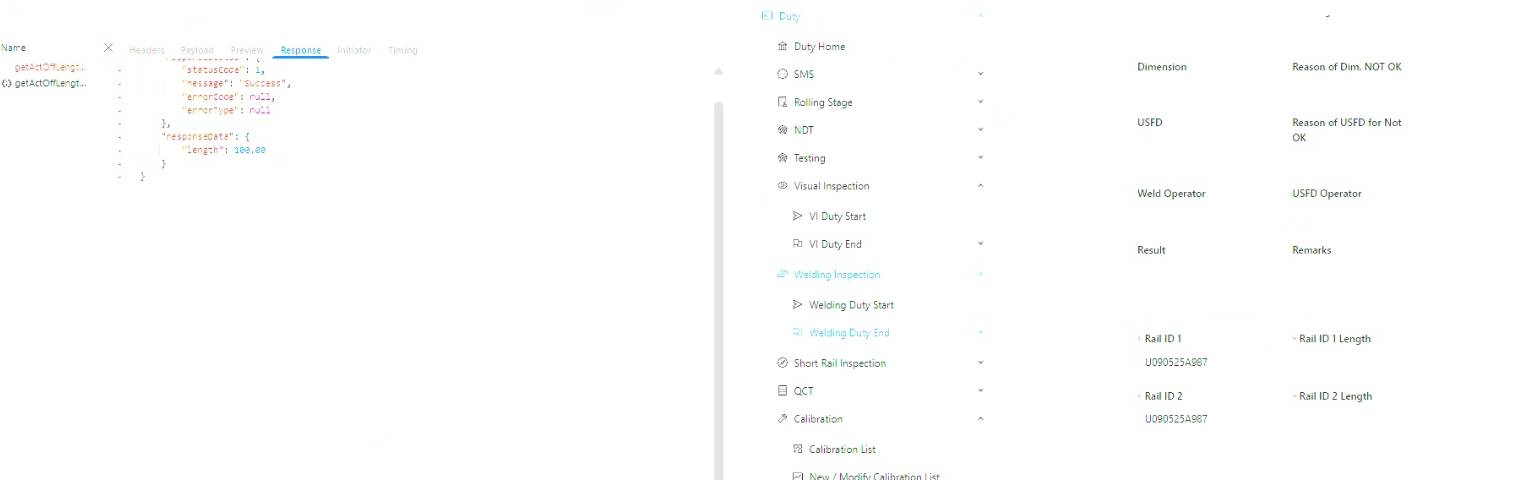 Name
Headers Payload Preview Response Initiator Timing
getActOffLengt...
{;} getActOffLengt...
- "statusCode": 1,
- "message": "Success",
- "errorCode": null,
- "errorType": null
- },
- "responseData": {
- "length": 100.00
- }
- }
Duty
Duty Home
SMS
Rolling Stage
NDT
Testing
Visual Inspection
VI Duty Start
VI Duty End
Welding Inspection
Welding Duty Start
Welding Duty End
Short Rail Inspection
QCT
Calibration
Calibration List
New / Modify Calibration List
Dimension
Reason of Dim. NOT OK
USFD
Reason of USFD for Not
OK
Weld Operator
USFD Operator
Result
Remarks
Rail ID 1
Rail ID 1 Length
U090525A987
Rail ID 2
Rail ID 2 Length
U090525A987